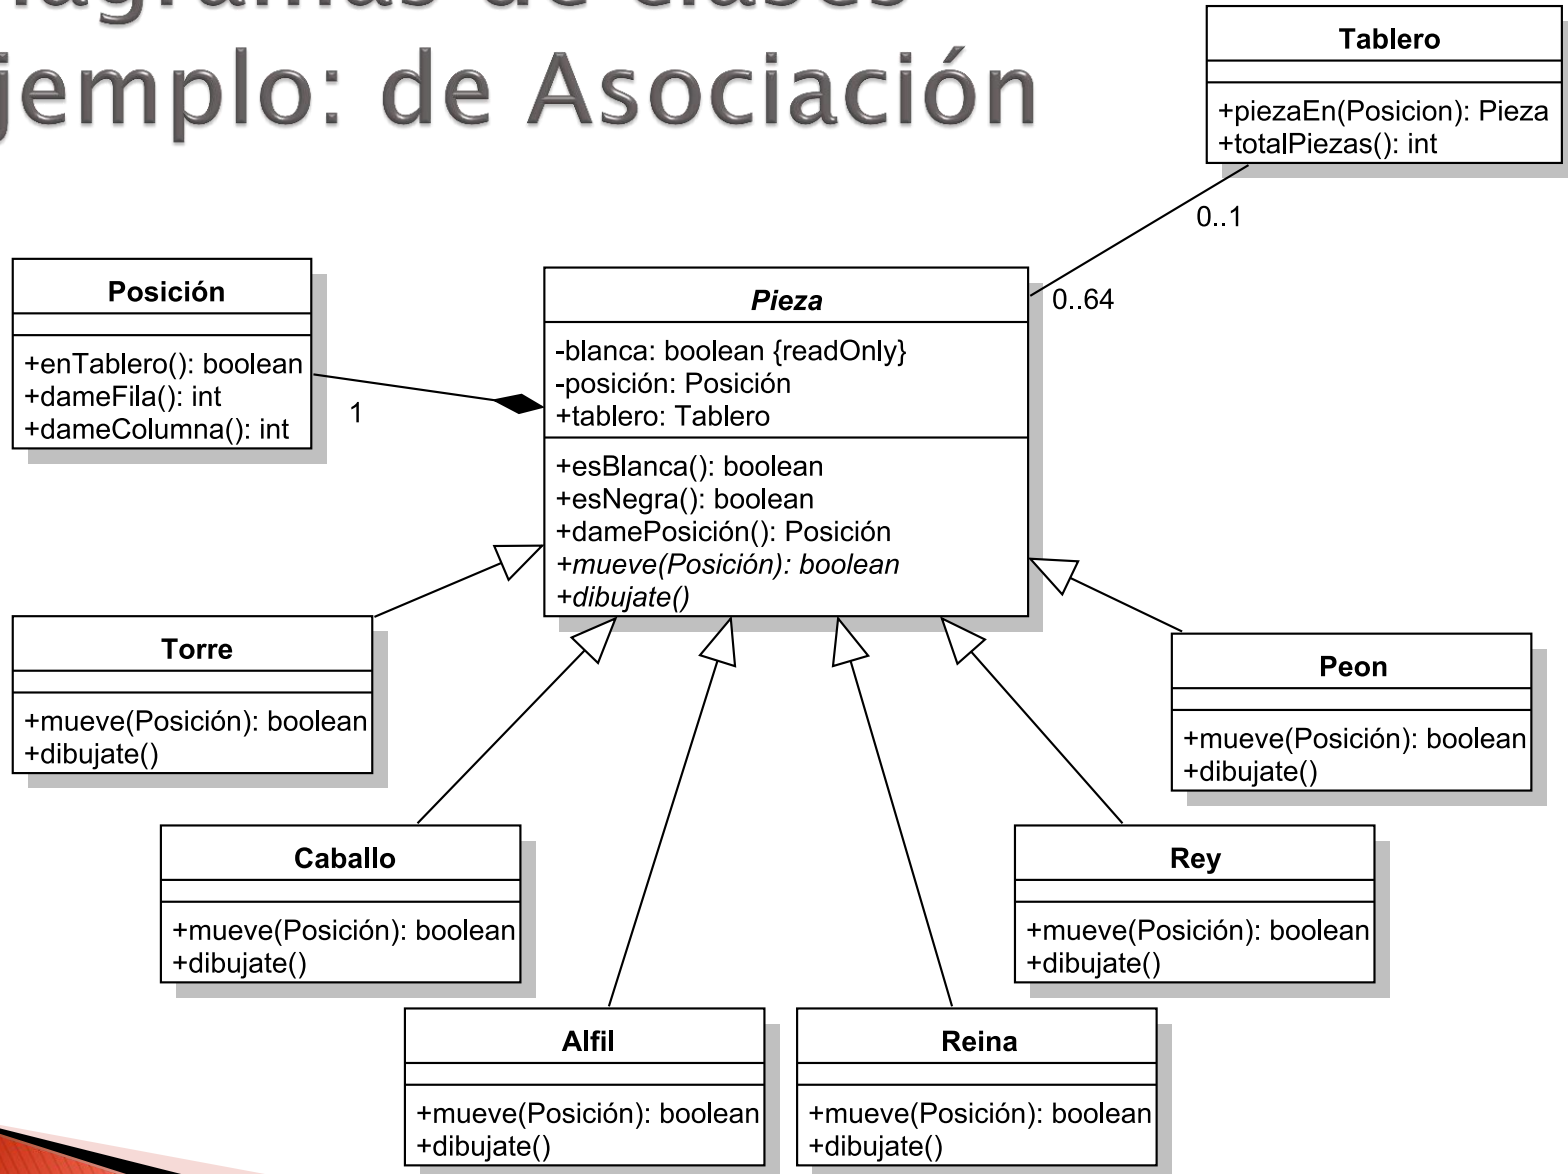 iagramas de clases
jemplo: de Asociación
Tablero
+piezaEn(Posicion): Pieza
+totalPiezas(): int
0..1
0..64
Posición
+enTablero(): boolean
+dameFila(): int
+dameColumna(): int
1
Pieza
-blanca: boolean {readOnly}
-posición: Posición
+tablero: Tablero
+esBlanca(): boolean
+esNegra(): boolean
+damePosición(): Posición
+mueve(Posición): boolean
+dibujate()
Torre
+mueve(Posición): boolean
+dibujate()
Peon
+mueve(Posición): boolean
+dibujate()
Caballo
+mueve(Posición): boolean
+dibujate()
Rey
+mueve(Posición): boolean
+dibujate()
Alfil
+mueve(Posición): boolean
+dibujate()
Reina
+mueve(Posición): boolean
+dibujate()